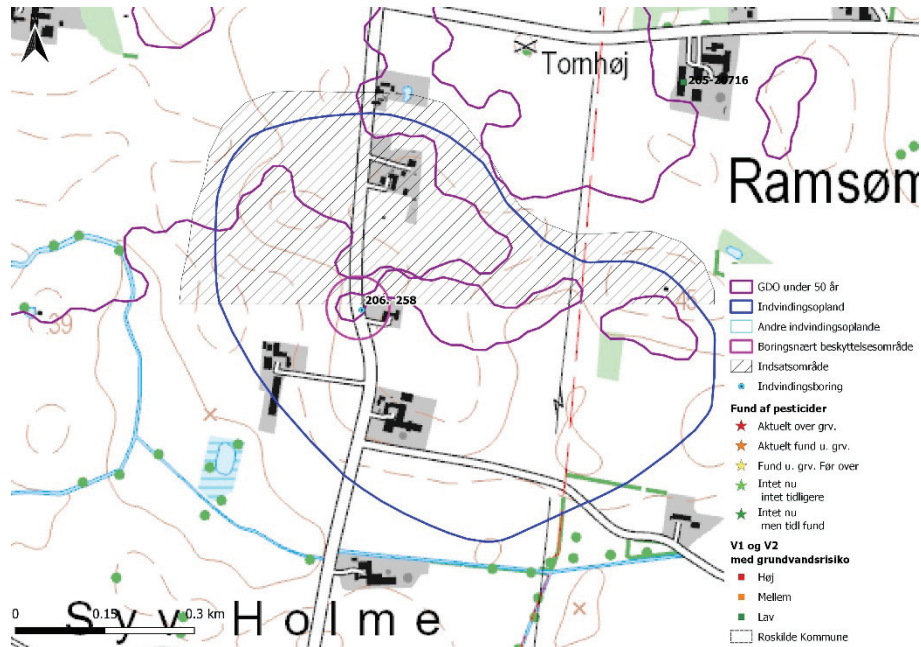 Tornhøj
265-20716
Ramsøm
206. 258
39
45
GDO under 50 år
Indvindingsopland
Andre indvindingsoplande
Boringsnært beskyttelsesområde
Indsatsområde
Indvindingsboring
Fund af pesticider
Aktuelt over grv.
Aktuelt fund u. grv.
Fund u. grv. Før over
Intet nu
intet tidligere
Intet nu
men tidl fund
V1 og V2
med grundvandsrisiko
Høj
Mellem
Lav
Roskilde Kommune
0 0.15 0.3 km
Syv Holme